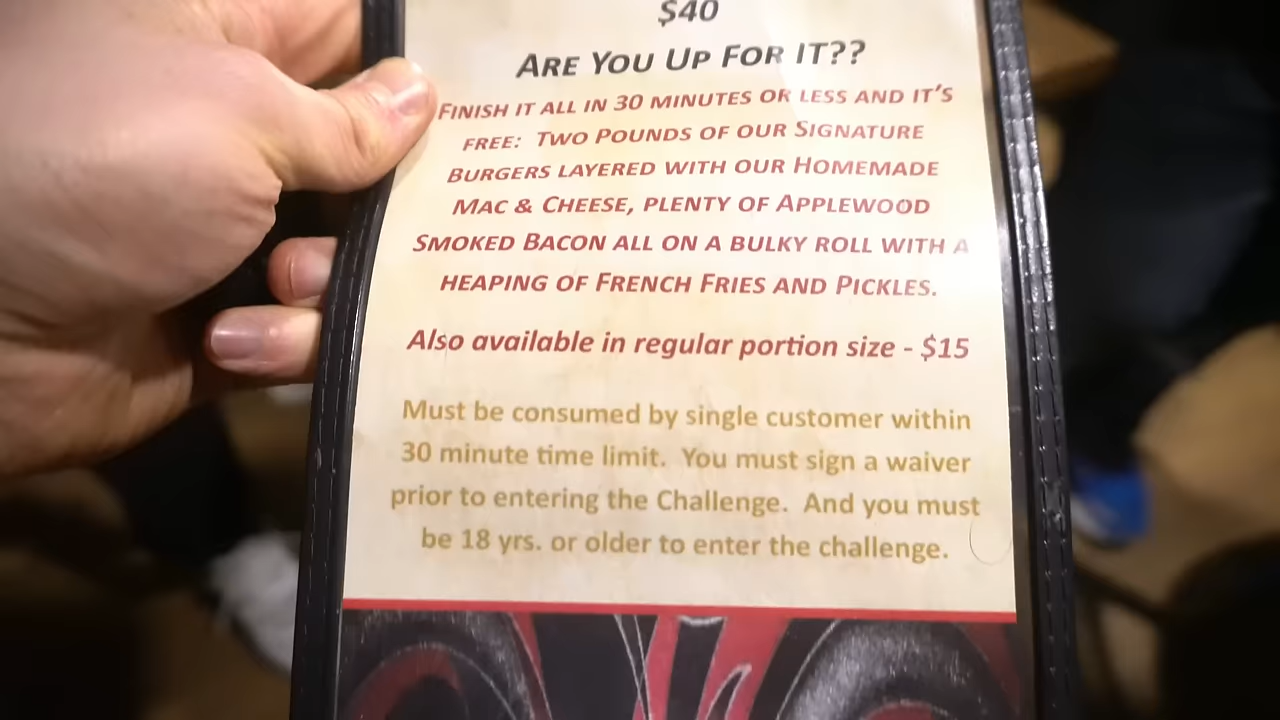 $40
ARE YOU UP FOR IT??
FINISH IT ALL IN 30 MINUTES OR LESS AND IT'S
FREE: TWO POUNDS OF OUR SIGNATURE
BURGERS LAYERED WITH OUR HOMEMADE
MAC & CHEESE, PLENTY OF APPLEWOOD
SMOKED BACON ALL ON A BULKY ROLL WITH A
HEAPING OF FRENCH FRIES AND PICKLES.
Also available in regular portion size - $15
Must be consumed by single customer within
30 minute time limit. You must sign a waiver
prior to entering the Challenge. And you must
be 18 yrs. or older to enter the challenge.